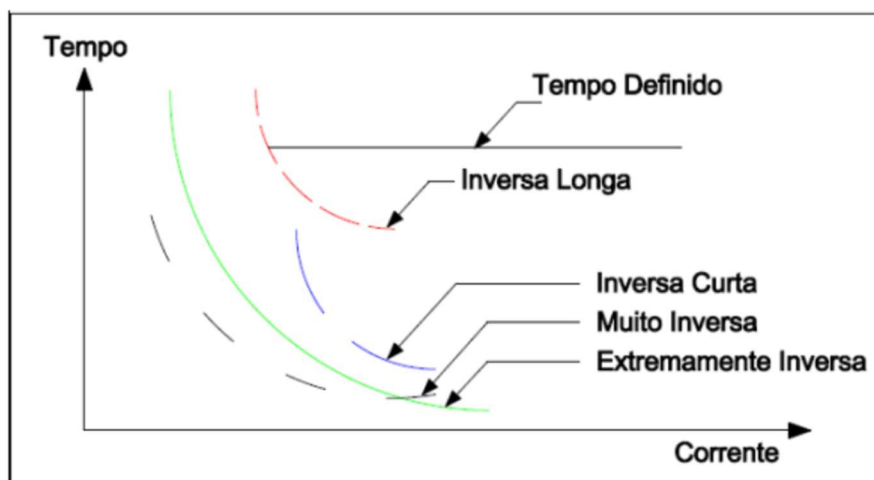 Tempo
Tempo Definido
Inversa Longa
Inversa Curta
Muito Inversa
Extremamente Inversa
Corrente